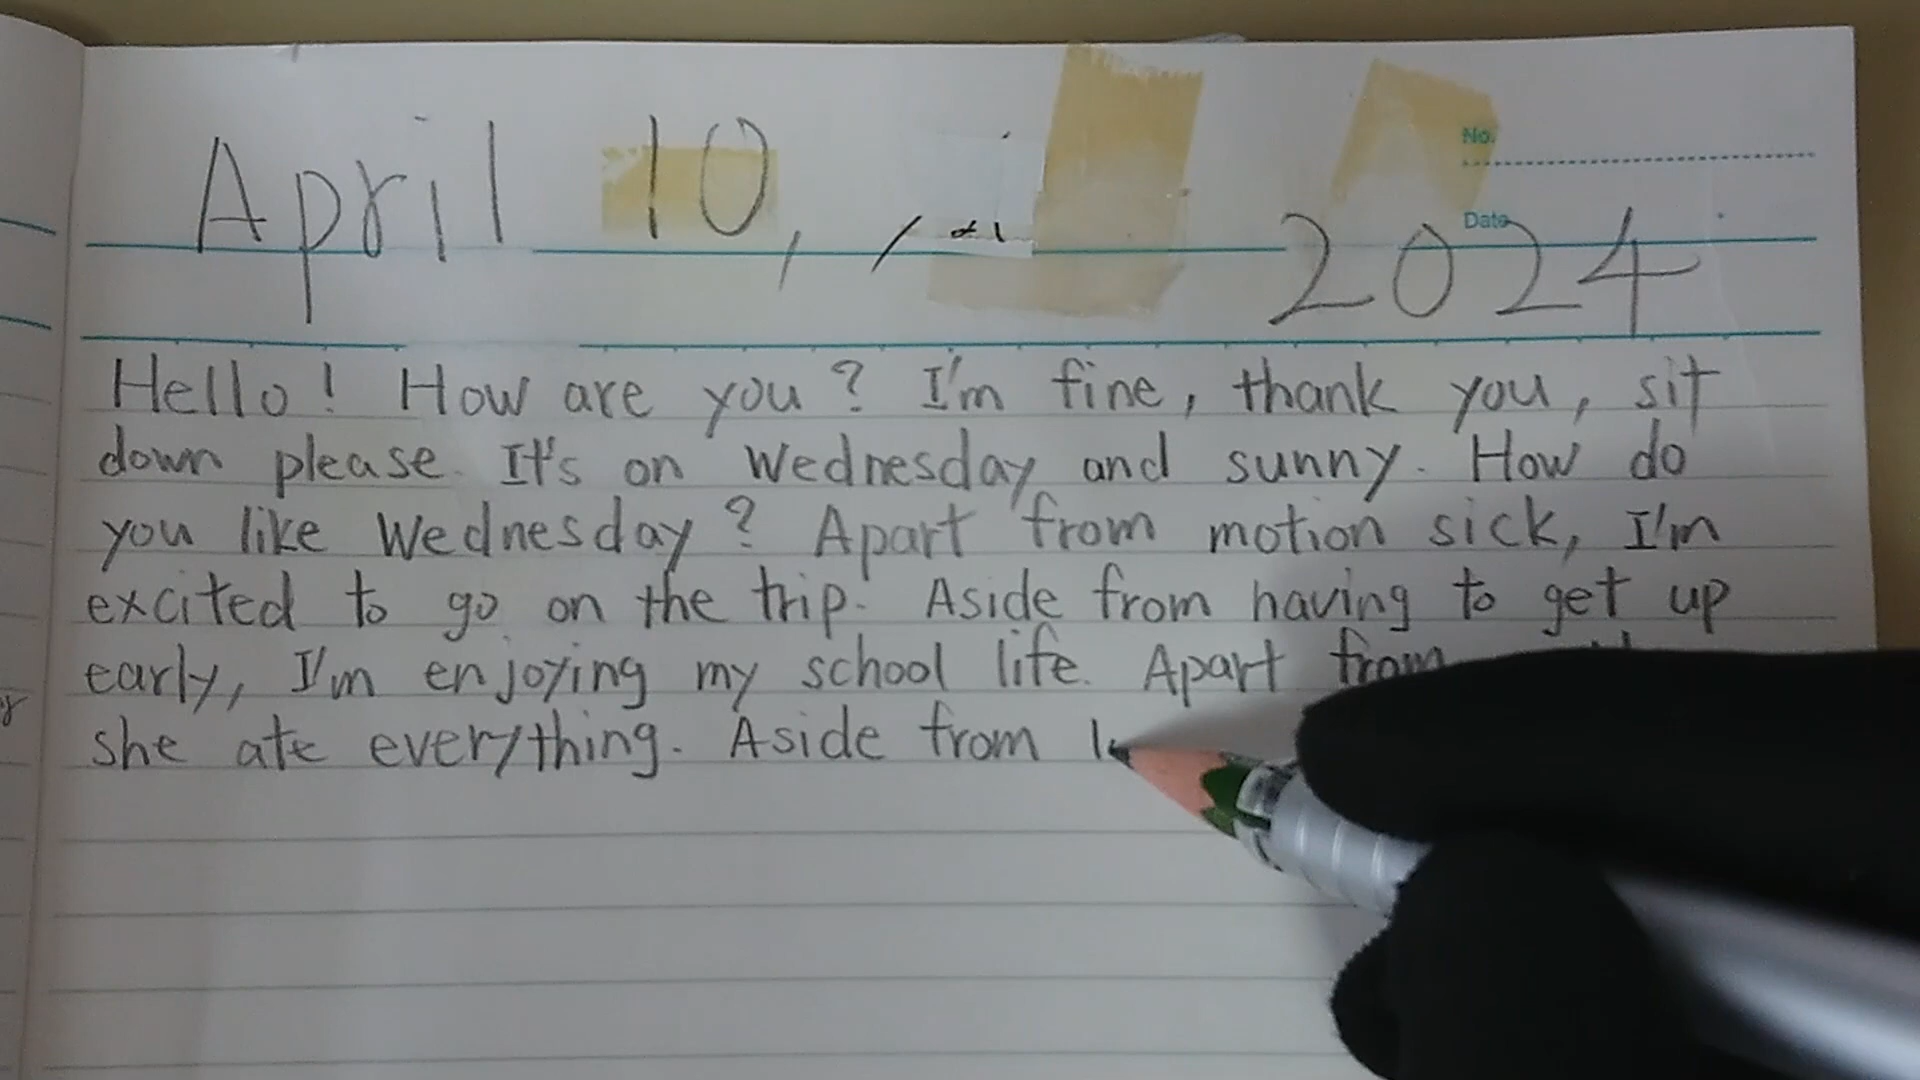 April 10, 2024
No.
Date
Hello! How are you? I'm fine, thank you, sit
down please. It's on Wednesday and sunny. How do
you like Wednesday? Apart from motion sick, I'm
excited to go on the trip. Aside from having to get up
early, I'm enjoying my school life. Apart from
she ate everything. Aside from